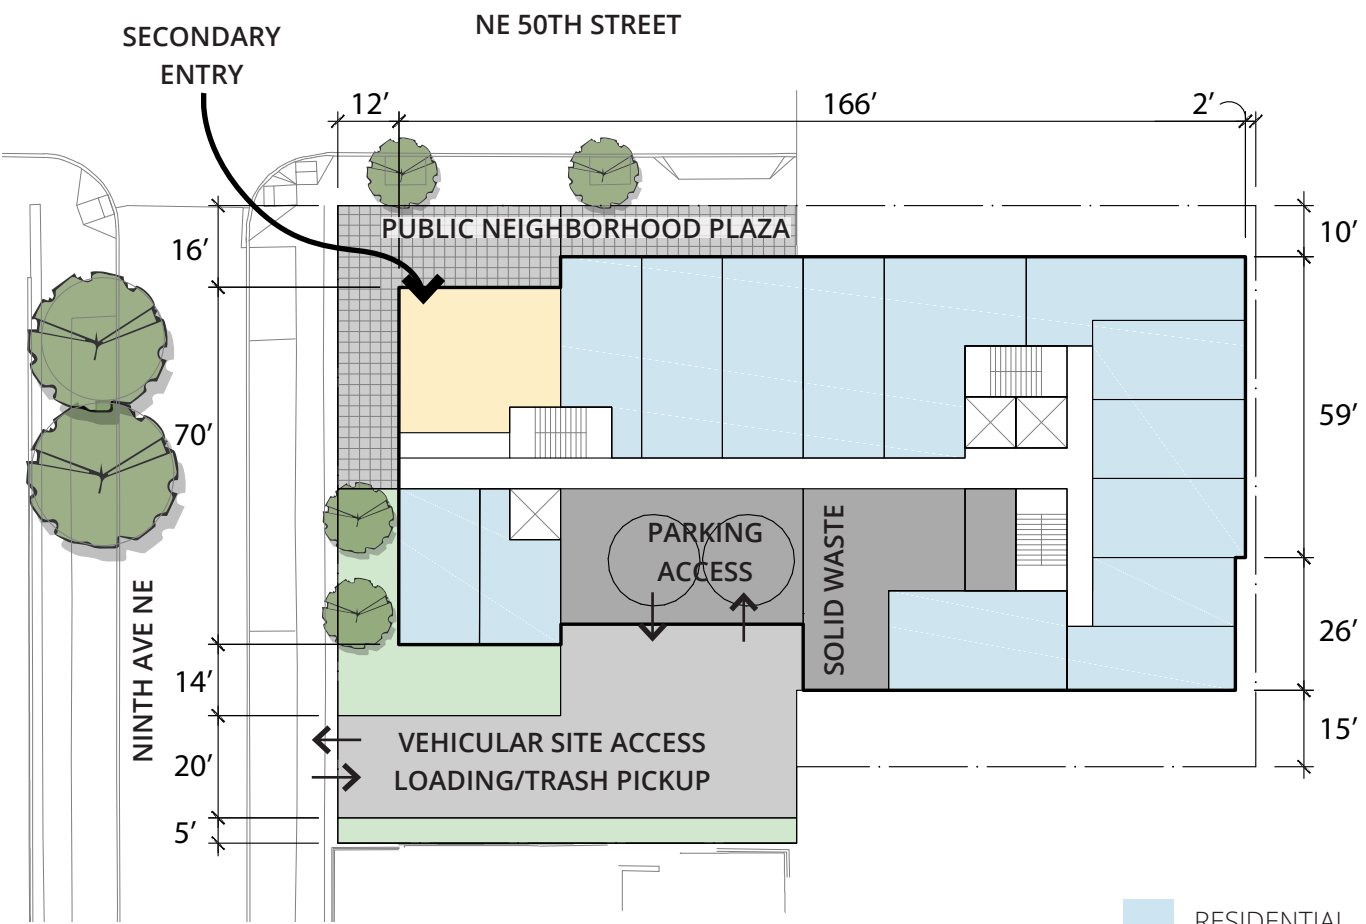 NE 50TH STREET
SECONDARY
ENTRY
12’
166’
2’
PUBLIC NEIGHBORHOOD PLAZA
16’
10’
70’
59’
PARKING
ACCESS
SOLID WASTE
NINTH AVE NE
26’
14’
15’
VEHICULAR SITE ACCESS
20’
LOADING/TRASH PICKUP
5’
RESIDENTIAL